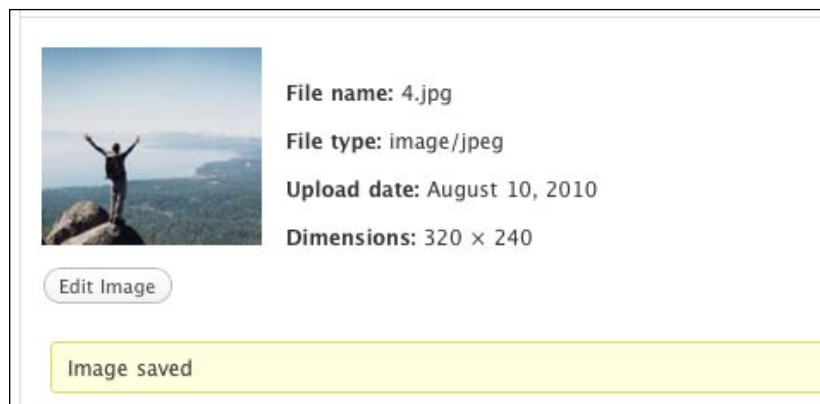 File name: 4.jpg
File type: image/jpeg
Upload date: August 10, 2010
Dimensions: 320 × 240
Edit Image
Image saved